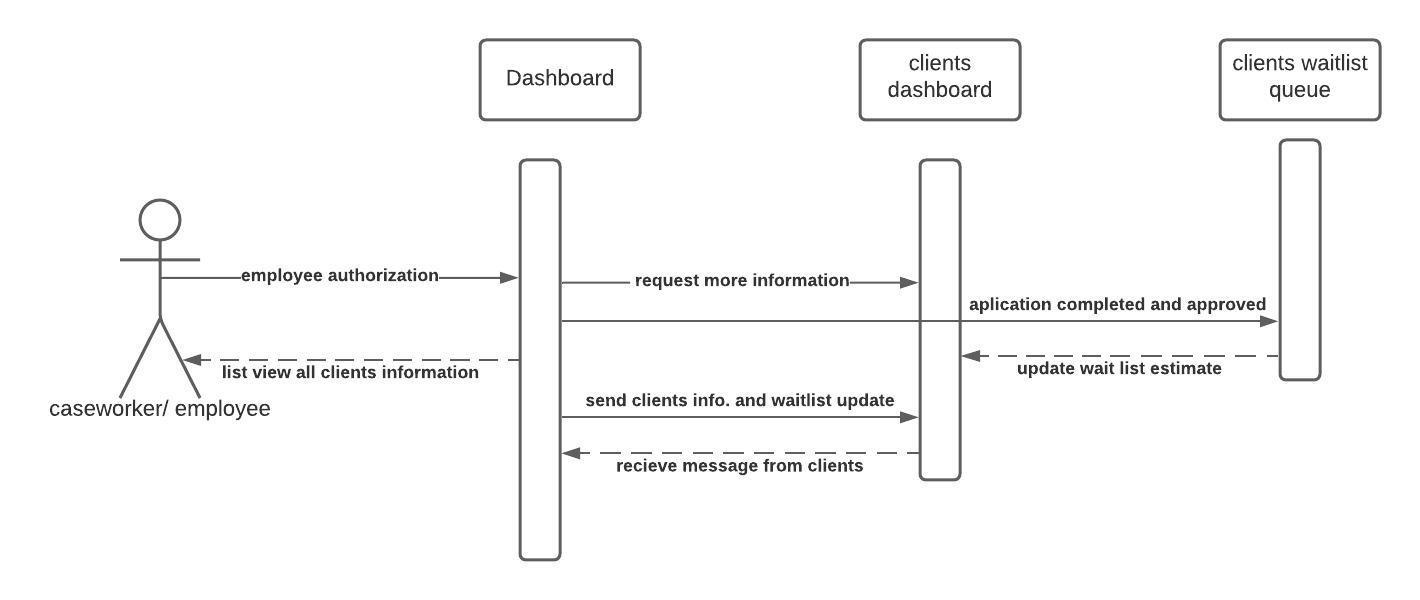 Dashboard
clients
dashboard
clients waitlist
queue
employee authorization
request more information
aplication completed and approved
list view all clients information
update wait list estimate
caseworker/ employee
send clients info. and waitlist update
recieve message from clients